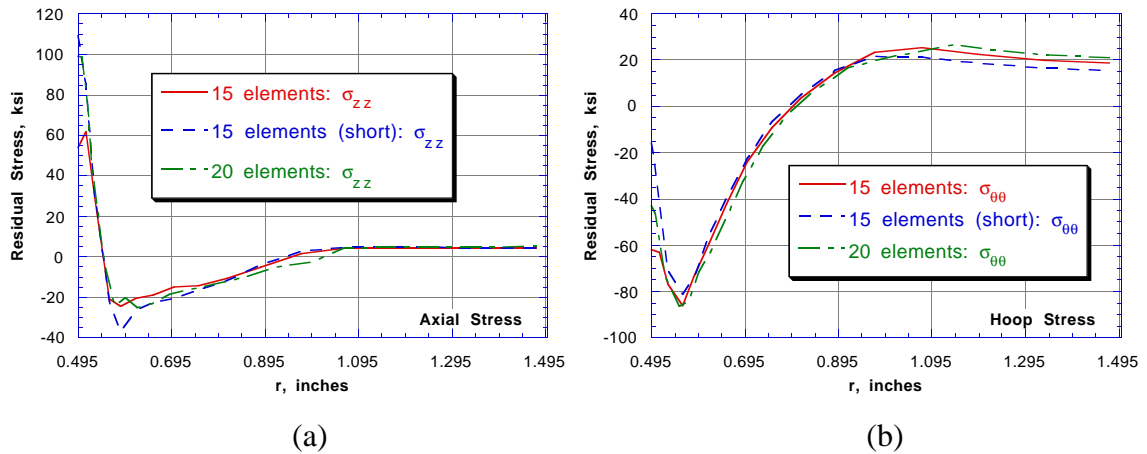 120
100
80
60
40
20
0
-20
-40
Residual Stress, ksi
15 elements: σzz
15 elements (short): σzz
20 elements: σzz
Axial Stress
0.495 0.695 0.895 1.095 1.295 1.495
r, inches
(a)
40
20
0
-20
-40
-60
-80
-100
Residual Stress, ksi
15 elements: σθθ
15 elements (short): σθθ
20 elements: σθθ
Hoop Stress
0.495 0.695 0.895 1.095 1.295 1.495
r, inches
(b)